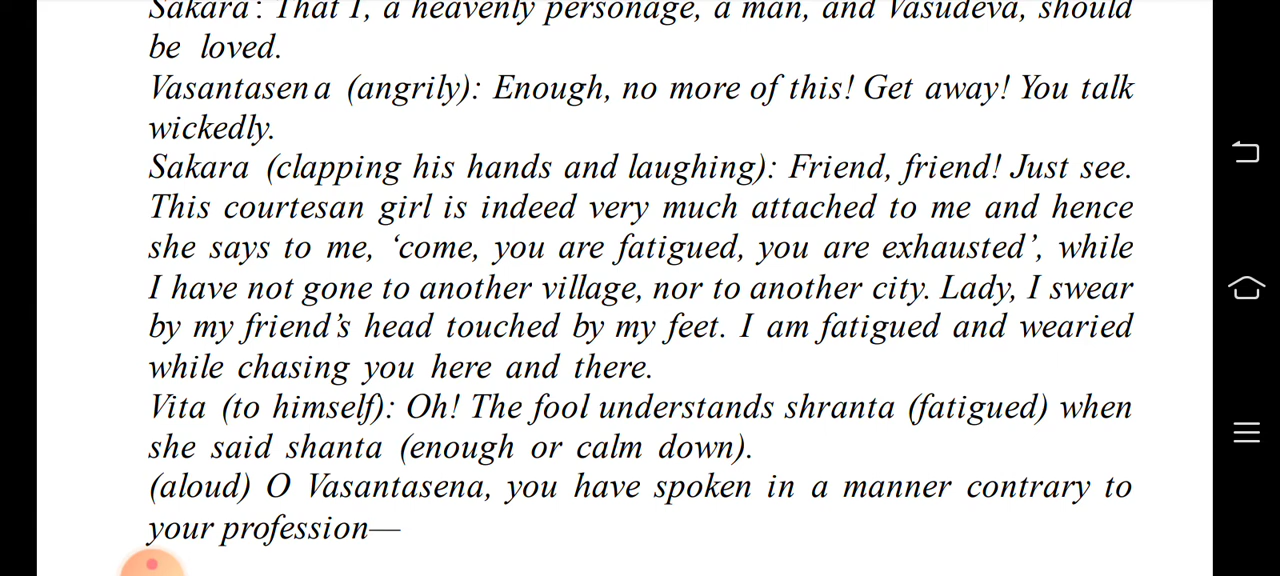 Sakara: That I, a heavenly personage, a man, and Vasudeva, should
be loved.
Vasantasena (angrily): Enough, no more of this! Get away! You talk
wickedly.
Sakara (clapping his hands and laughing): Friend, friend! Just see.
This courtesan girl is indeed very much attached to me and hence
she says to me, ‘come, you are fatigued, you are exhausted’, while
I have not gone to another village, nor to another city. Lady, I swear
by my friend’s head touched by my feet. I am fatigued and wearied
while chasing you here and there.
Vita (to himself): Oh! The fool understands shranta (fatigued) when
she said shanta (enough or calm down).
(aloud) O Vasantasena, you have spoken in a manner contrary to
your profession—